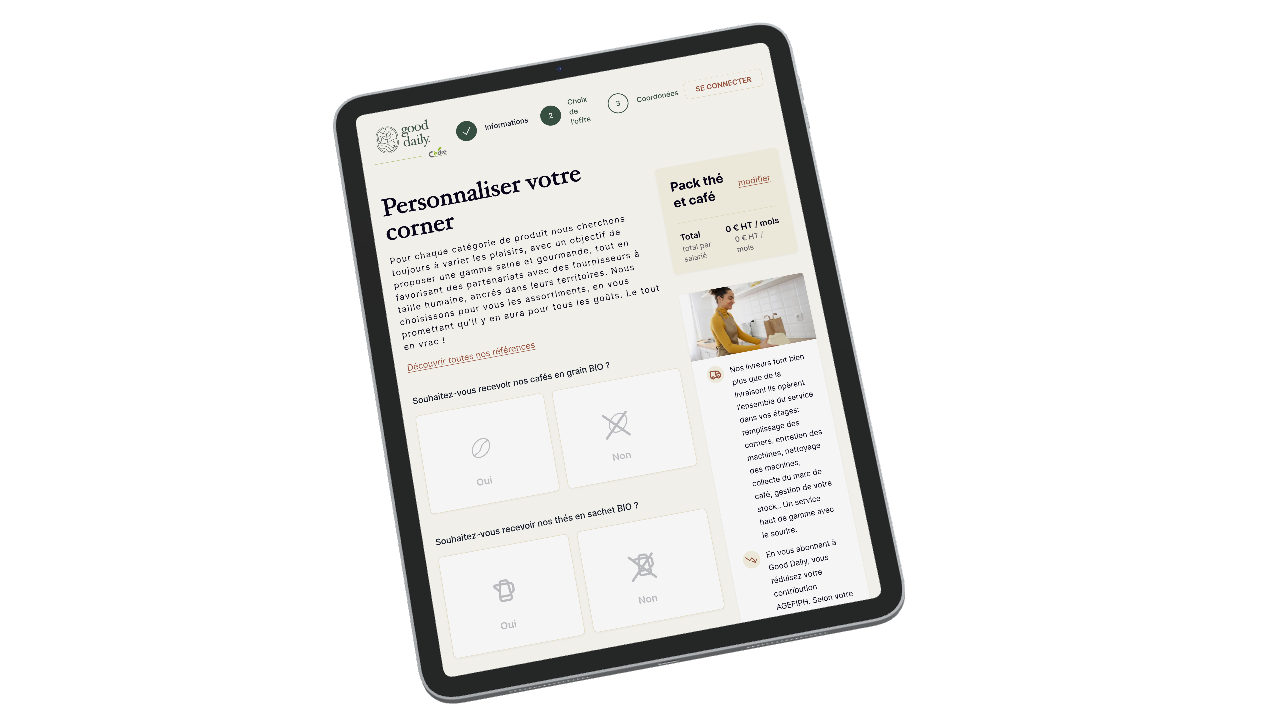 good
daily.
Cèdre
Informations
2
Choix
de
l'offre
3
Coordonées
SE CONNECTER
Personnaliser votre
corner
Pour chaque catégorie de produit nous cherchons
toujours à varier les plaisirs, avec un objectif de
proposer une gamme saine et gourmande, tout en
favorisant des partenariats avec des fournisseurs à
taille humaine, ancrés dans leurs territoires. Nous
choisissons pour vous les assortiments, en vous
promettant qu'il y en aura pour tous les goûts. Le tout
en vrac !
Découvrir toutes nos références
Souhaitez-vous recevoir nos cafés en grain BIO ?
Oui
Non
Souhaitez-vous recevoir nos thés en sachet BIO ?
Oui
Non
Pack thé
et café
modifier
Total
0 € HT / mois
total par
salarié
0 € HT /
mois
Nos livreurs font bien
plus que de la
livraison! Ils opèrent
l'ensemble du service
dans vos étages:
remplissage des
corners, entretien des
machines, nettoyage
des machines,
collecte du marc de
café, gestion de votre
stock.. Un service
haut de gamme avec
le sourire.
En vous abonnant à
Good Daily, vous
réduisez votre
contribution
AGEFIPH. Selon votre